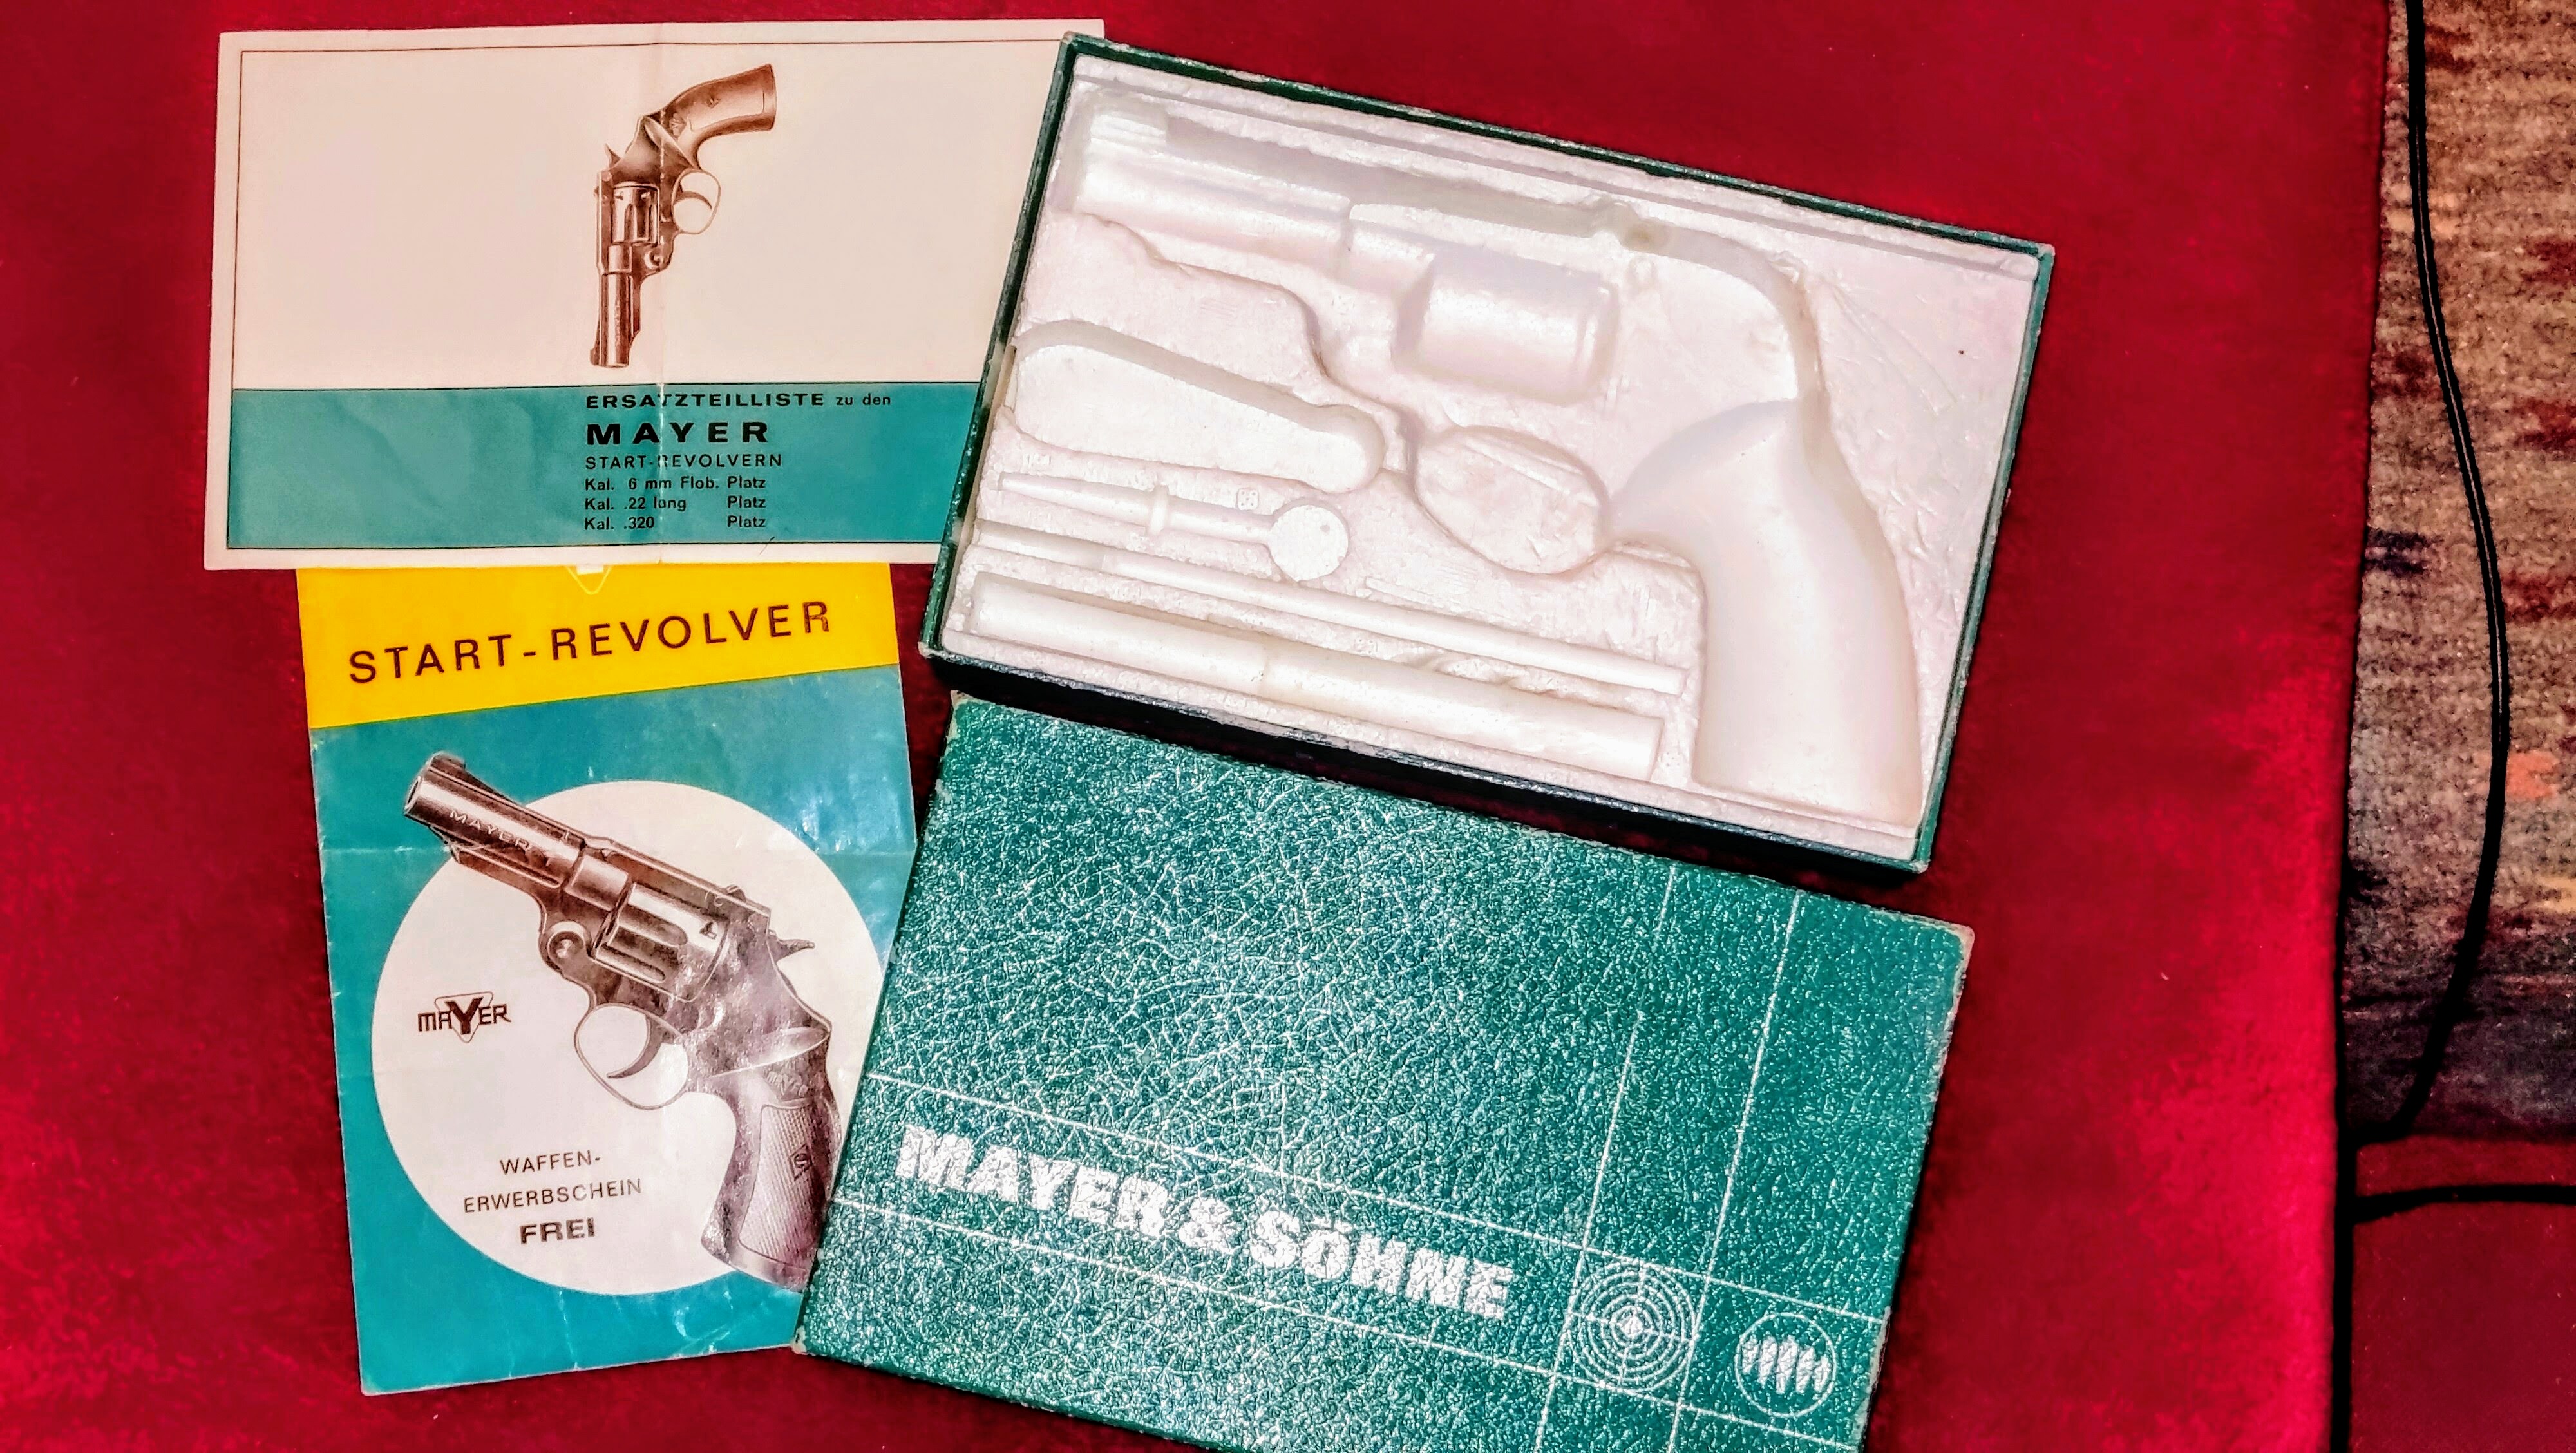 ERSATZTEILLISTE zu den
MAYER
START-REVOLVERN
Kal. 6 mm Flob. Platz
Kal. .22 long Platz
Kal. .320 Platz
START-REVOLVER
MAYER
MAYER
WAFFEN-
ERWERBSCHEIN
FREI
MAYER & SÖHNE